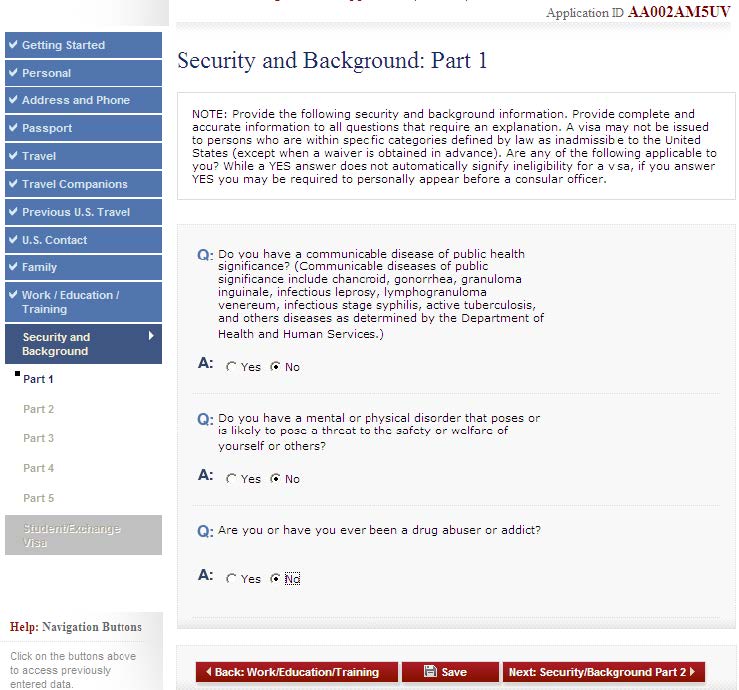 Application ID AA002AM5UV
Getting Started
Personal
Address and Phone
Passport
Travel
Travel Companions
Previous U.S. Travel
U.S. Contact
Family
Work / Education /
Training
Security and
Background
Part 1
Part 2
Part 3
Part 4
Part 5
Student/Exchange
Visa
Help: Navigation Buttons
Click on the buttons above
to access previously
entered data.
Security and Background: Part 1
NOTE: Provide the following security and background information. Provide complete and
accurate information to all questions that require an explanation. A visa may not be issued
to persons who are within specific categories defined by law as inadmissible to the United
States (except when a waiver is obtained in advance). Are any of the following applicable to
you? While a YES answer does not automatically signify ineligibility for a visa, if you answer
YES you may be required to personally appear before a consular officer.
Q: Do you have a communicable disease of public health
significance? (Communicable diseases of public
significance include chancroid, gonorrhea, granuloma
inguinale, infectious leprosy, lymphogranuloma
venereum, infectious stage syphilis, active tuberculosis,
and others diseases as determined by the Department of
Health and Human Services.)
A: Yes No
Q: Do you have a mental or physical disorder that poses or
is likely to pose a threat to the safety or welfare of
yourself or others?
A: Yes No
Q: Are you or have you ever been a drug abuser or addict?
A: Yes No
Back: Work/Education/Training Save Next: Security/Background Part 2